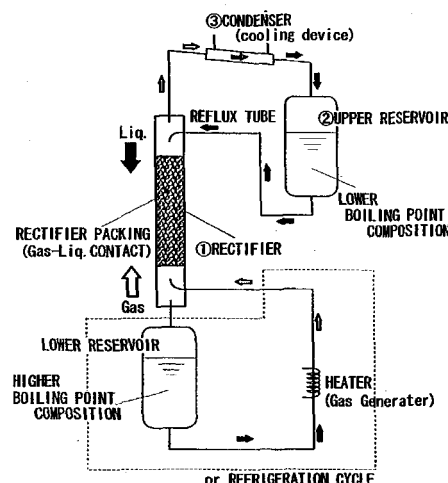 ③CONDENSER
(cooling device)
REFLUX TUBE
②UPPER RESERVOIR
Liq.
LOWER
BOILING POINT
COMPOSITION
RECTIFIER PACKING
(Gas-Liq. CONTACT)
①RECTIFIER
Gas
LOWER RESERVOIR
HIGHER
BOILING POINT
COMPOSITION
HEATER
(Gas Generater)
or REFRIGERATION CYCLE